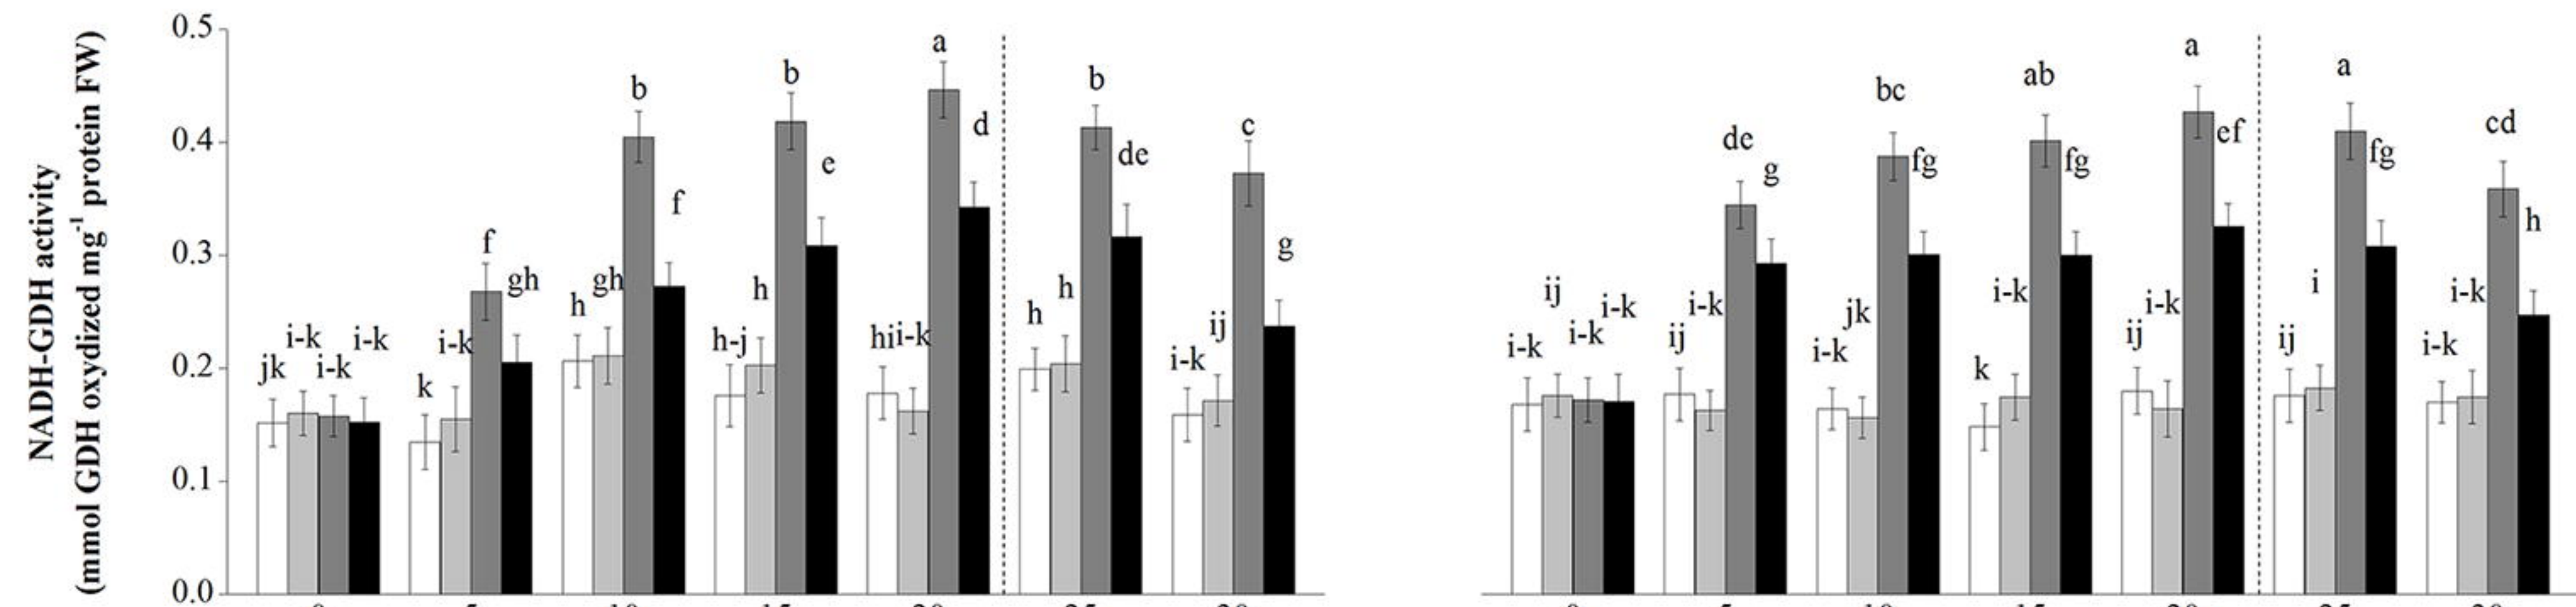 NADH-GDH activity
(mmol GDH oxydized mg-1 protein FW)
0.5
0.4
0.3
0.2
0.1
0.0
jk i-k i-k i-k
k i-k f gh
h gh b f
h-j h b e
hi i-k a d
h h b de
i-k ij c g
i-k ij i-k i-k
ij i-k de g
i-k jk bc fg
k i-k ab fg
ij i-k a ef
ij i a fg
i-k i-k cd h